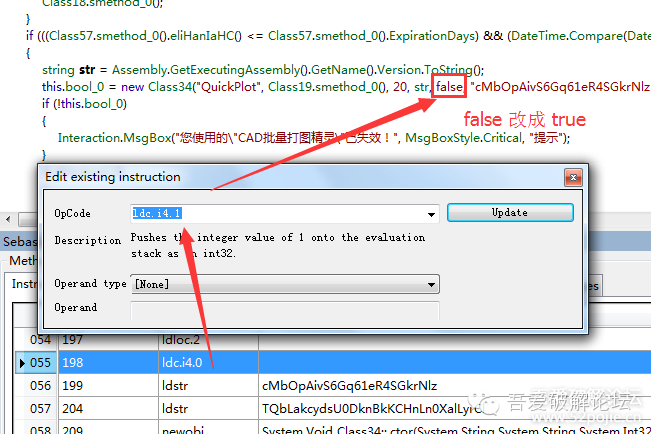 Class18.smethod_0();
}
if (((Class57.smethod_0().eliHanIaHC() <= Class57.smethod_0().ExpirationDays) && (DateTime.Compare(Date
{
string str = Assembly.GetExecutingAssembly().GetName().Version.ToString();
this.bool_0 = new Class34("QuickPlot", Class19.smethod_0(), 20, str, false, "cMbOpAivS6Gq61eR4SGkrNlz
if (!this.bool_0)
false 改成 true
{
Interaction.MsgBox("您使用的\"CAD批量打图精灵\"已失效！", MsgBoxStyle.Critical, "提示");
}
Edit existing instruction
OpCode
ldc.i4.1
Update
Description
Pushes the integer value of 1 onto the evaluation
stack as an int32.
Operand type
[None]
Operand
Sebas
Meth
Instr
es
054 197 ldloc.2
055 198 ldc.i4.0
056 199 ldstr cMbOpAivS6Gq61eR4SGkrNlz
057 204 ldstr TQbLakcydsU0DknBkKCHnLn0XalLyr
058 209 newobj System.Void Class34::.ctor(System.String System.String System.String System.Int32
吾爱破解论坛
www.52pojie.cn